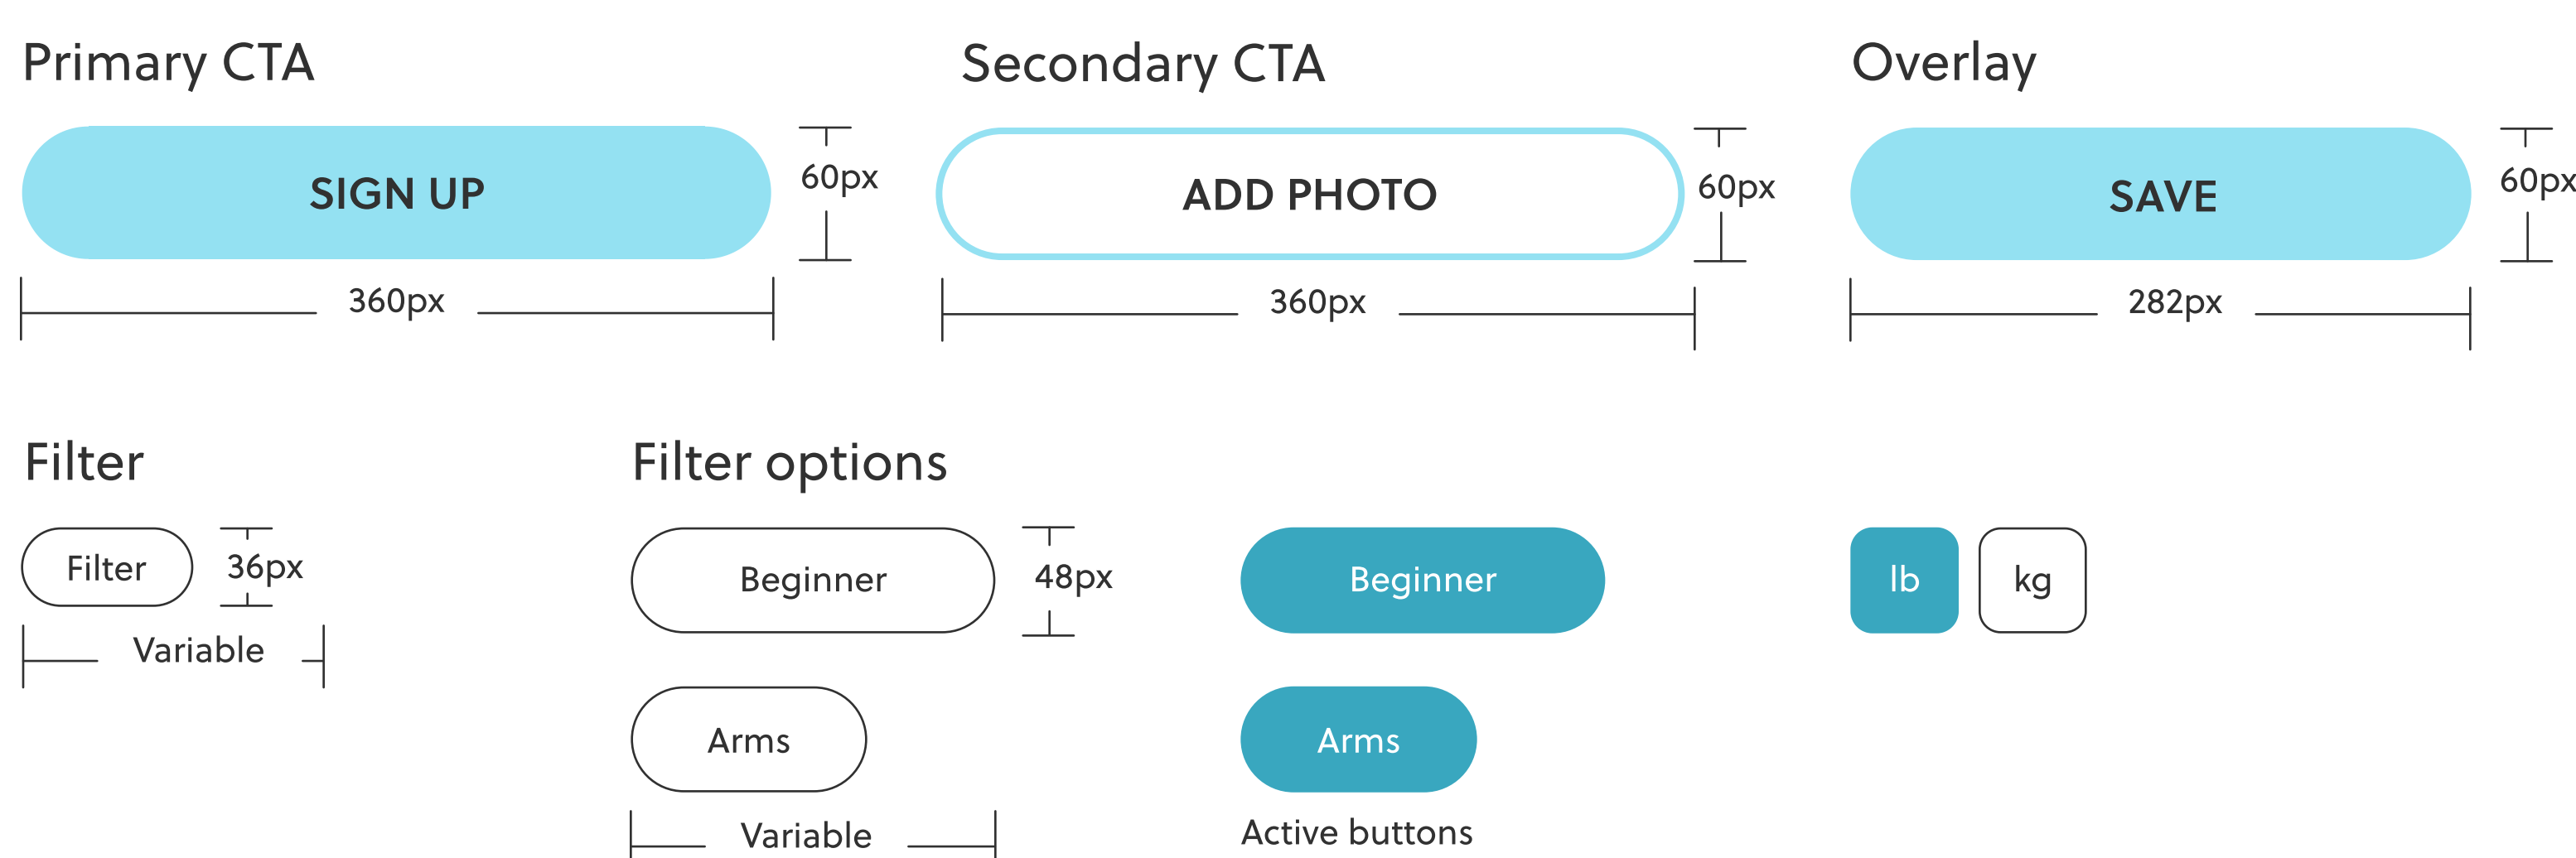 Primary CTA
SIGN UP
60px
360px
Secondary CTA
ADD PHOTO
60px
360px
Overlay
SAVE
60px
282px
Filter
Filter
36px
Variable
Filter options
Beginner
48px
Arms
Variable
Beginner
Arms
Active buttons
lb
kg